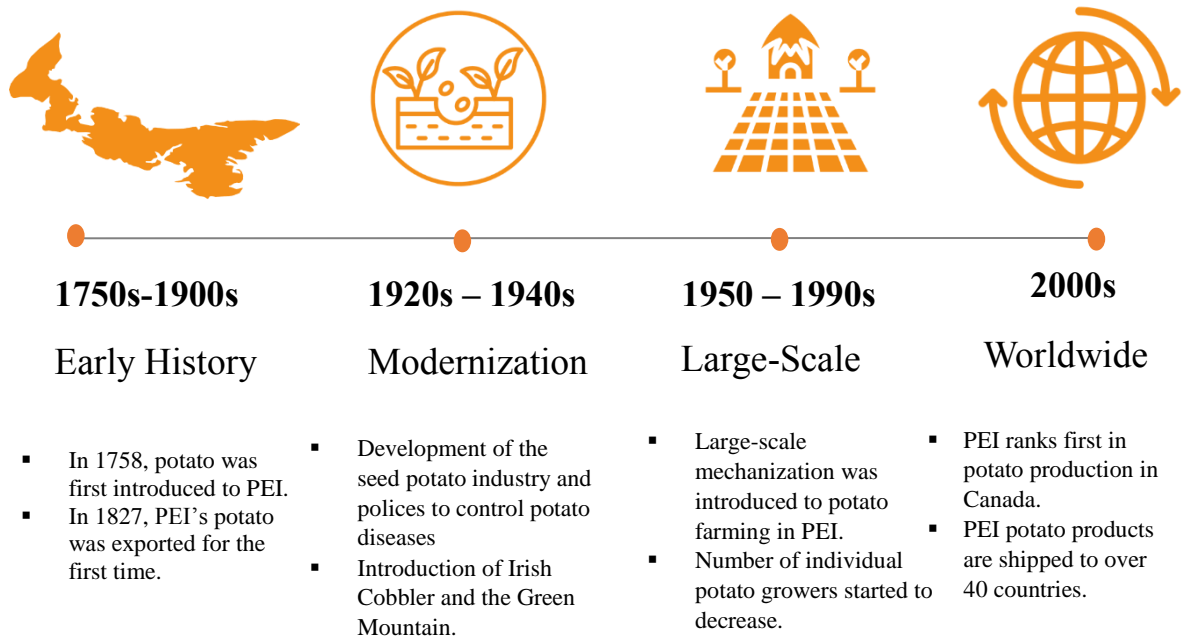 1750s-1900s
Early History
▪ In 1758, potato was
first introduced to PEI.
▪ In 1827, PEI’s potato
was exported for the
first time.
1920s – 1940s
Modernization
▪ Development of the
seed potato industry and
polices to control potato
diseases
▪ Introduction of Irish
Cobbler and the Green
Mountain.
1950 – 1990s
Large-Scale
▪ Large-scale
mechanization was
introduced to potato
farming in PEI.
▪ Number of individual
potato growers started to
decrease.
2000s
Worldwide
▪ PEI ranks first in
potato production in
Canada.
▪ PEI potato products
are shipped to over
40 countries.